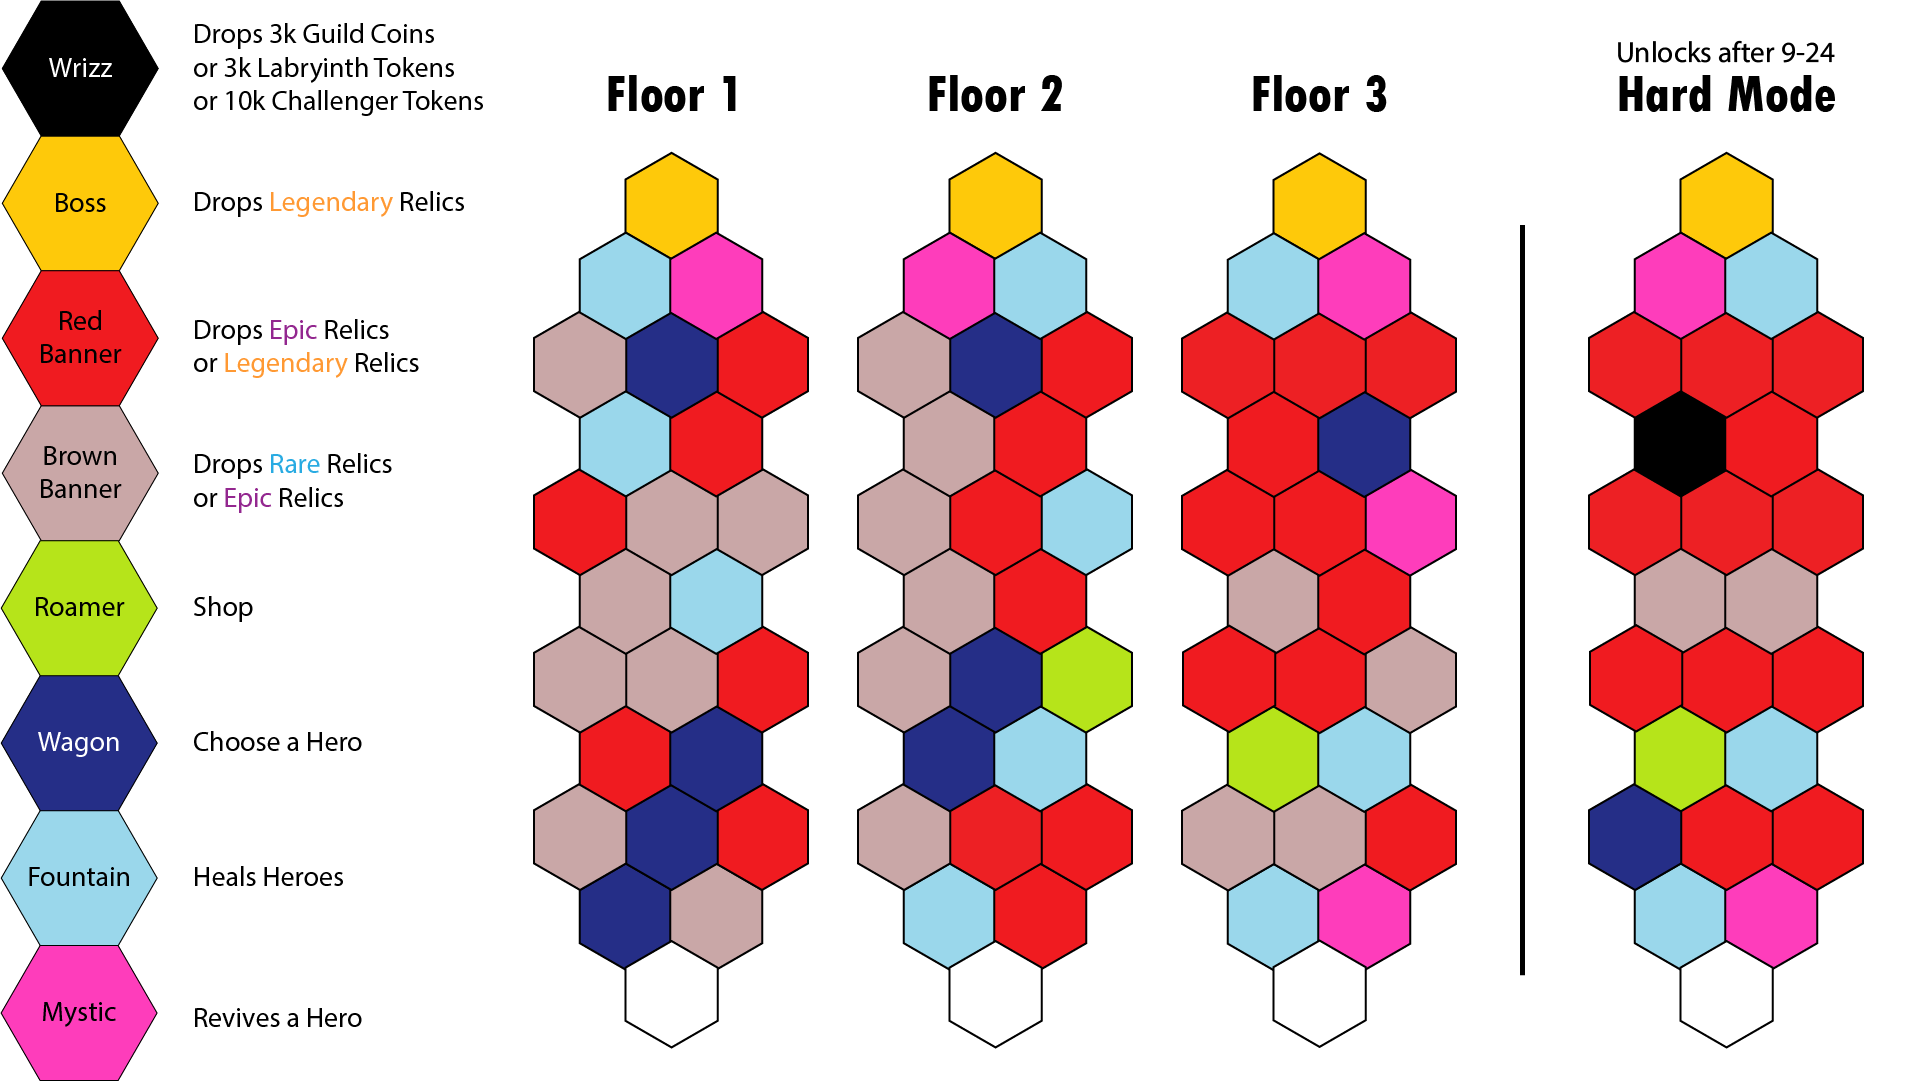 Wrizz
Drops 3k Guild Coins
or 3k Labryinth Tokens
or 10k Challenger Tokens
Boss
Drops Legendary Relics
Red
Banner
Drops Epic Relics
or Legendary Relics
Brown
Banner
Drops Rare Relics
or Epic Relics
Roamer
Shop
Wagon
Choose a Hero
Fountain
Heals Heroes
Mystic
Revives a Hero
Floor 1
Floor 2
Floor 3
Unlocks after 9-24
Hard Mode